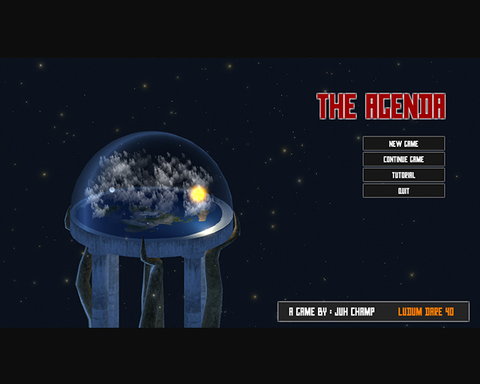 THE AGENDA
NEW GAME
CONTINUE GAME
TUTORIAL
QUIT
A GAME BY : JUH CHAMP LUDUM DARE 40